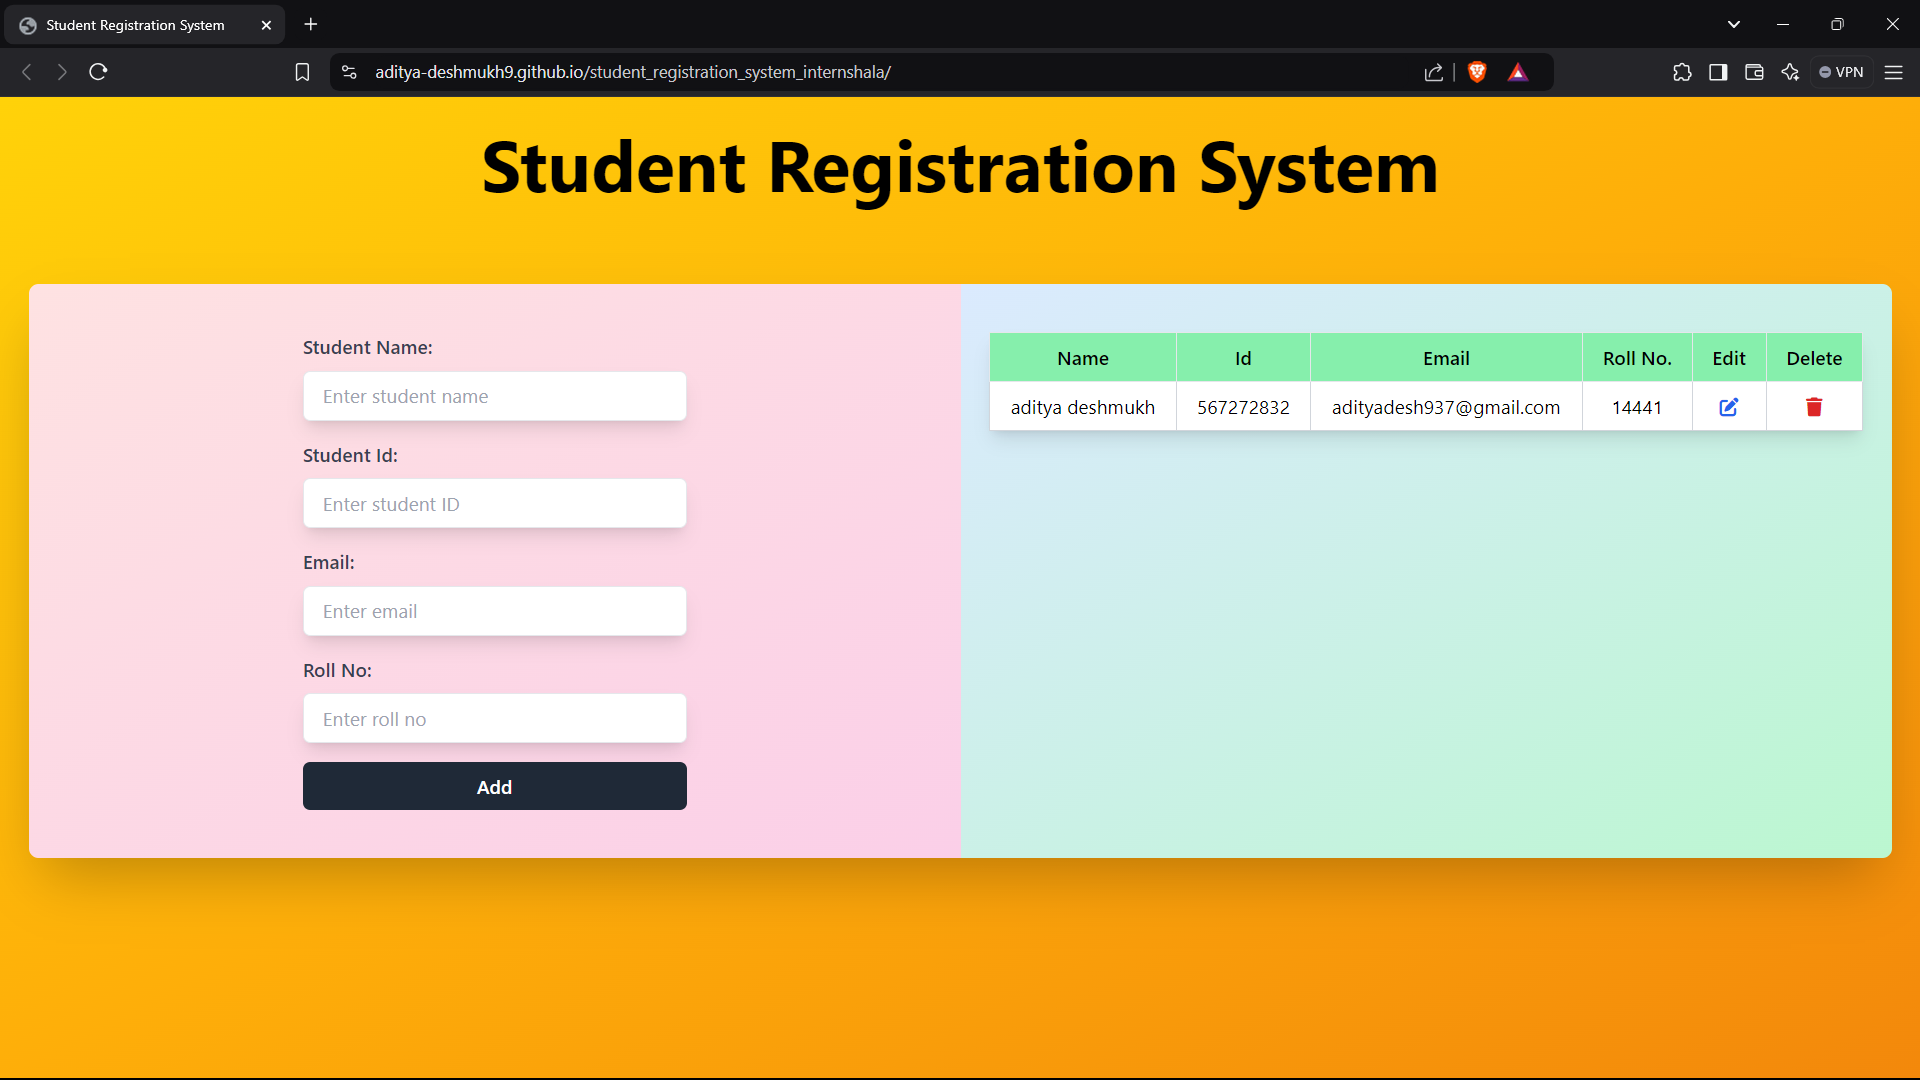 Student Registration System
aditya-deshmukh9.github.io/student_registration_system_internshala/
VPN
Student Registration System
Student Name:
Enter student name
Student Id:
Enter student ID
Email:
Enter email
Roll No:
Enter roll no
Add
Name Id Email Roll No. Edit Delete
aditya deshmukh 567272832 adityadesh937@gmail.com 14441